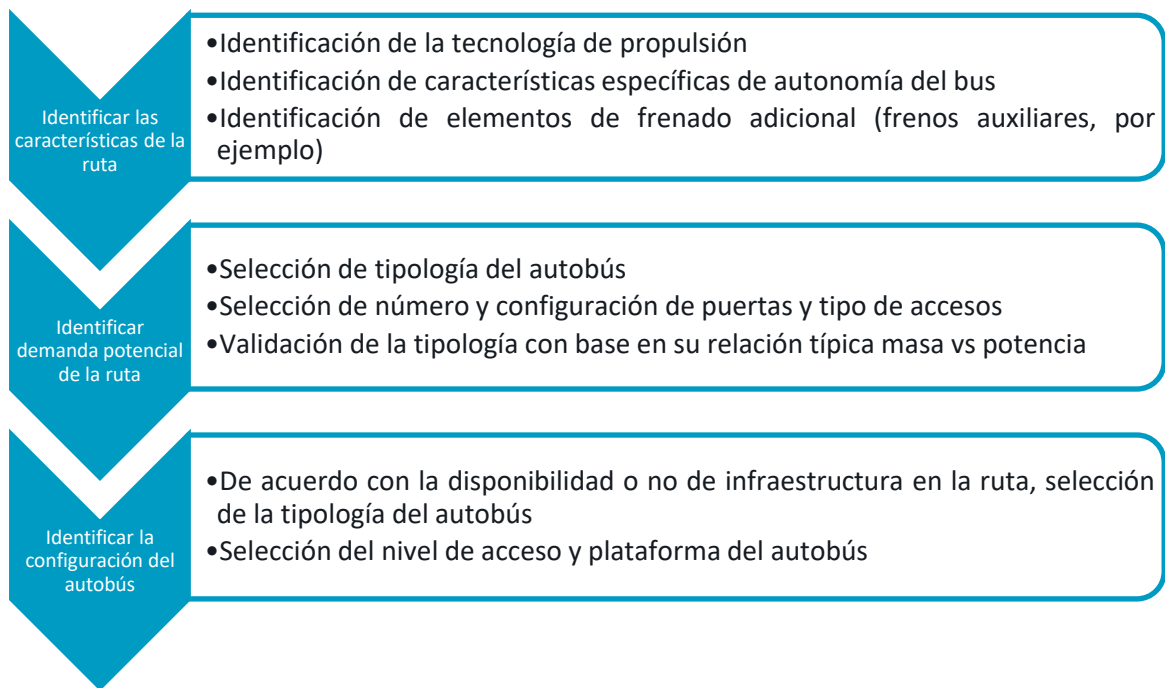 Identificar las
características de la
ruta
•Identificación de la tecnología de propulsión
•Identificación de características específicas de autonomía del bus
•Identificación de elementos de frenado adicional (frenos auxiliares, por
ejemplo)
Identificar
demanda potencial
de la ruta
•Selección de tipología del autobús
•Selección de número y configuración de puertas y tipo de accesos
•Validación de la tipología con base en su relación típica masa vs potencia
Identificar la
configuración del
autobús
•De acuerdo con la disponibilidad o no de infraestructura en la ruta, selección
de la tipología del autobús
•Selección del nivel de acceso y plataforma del autobús